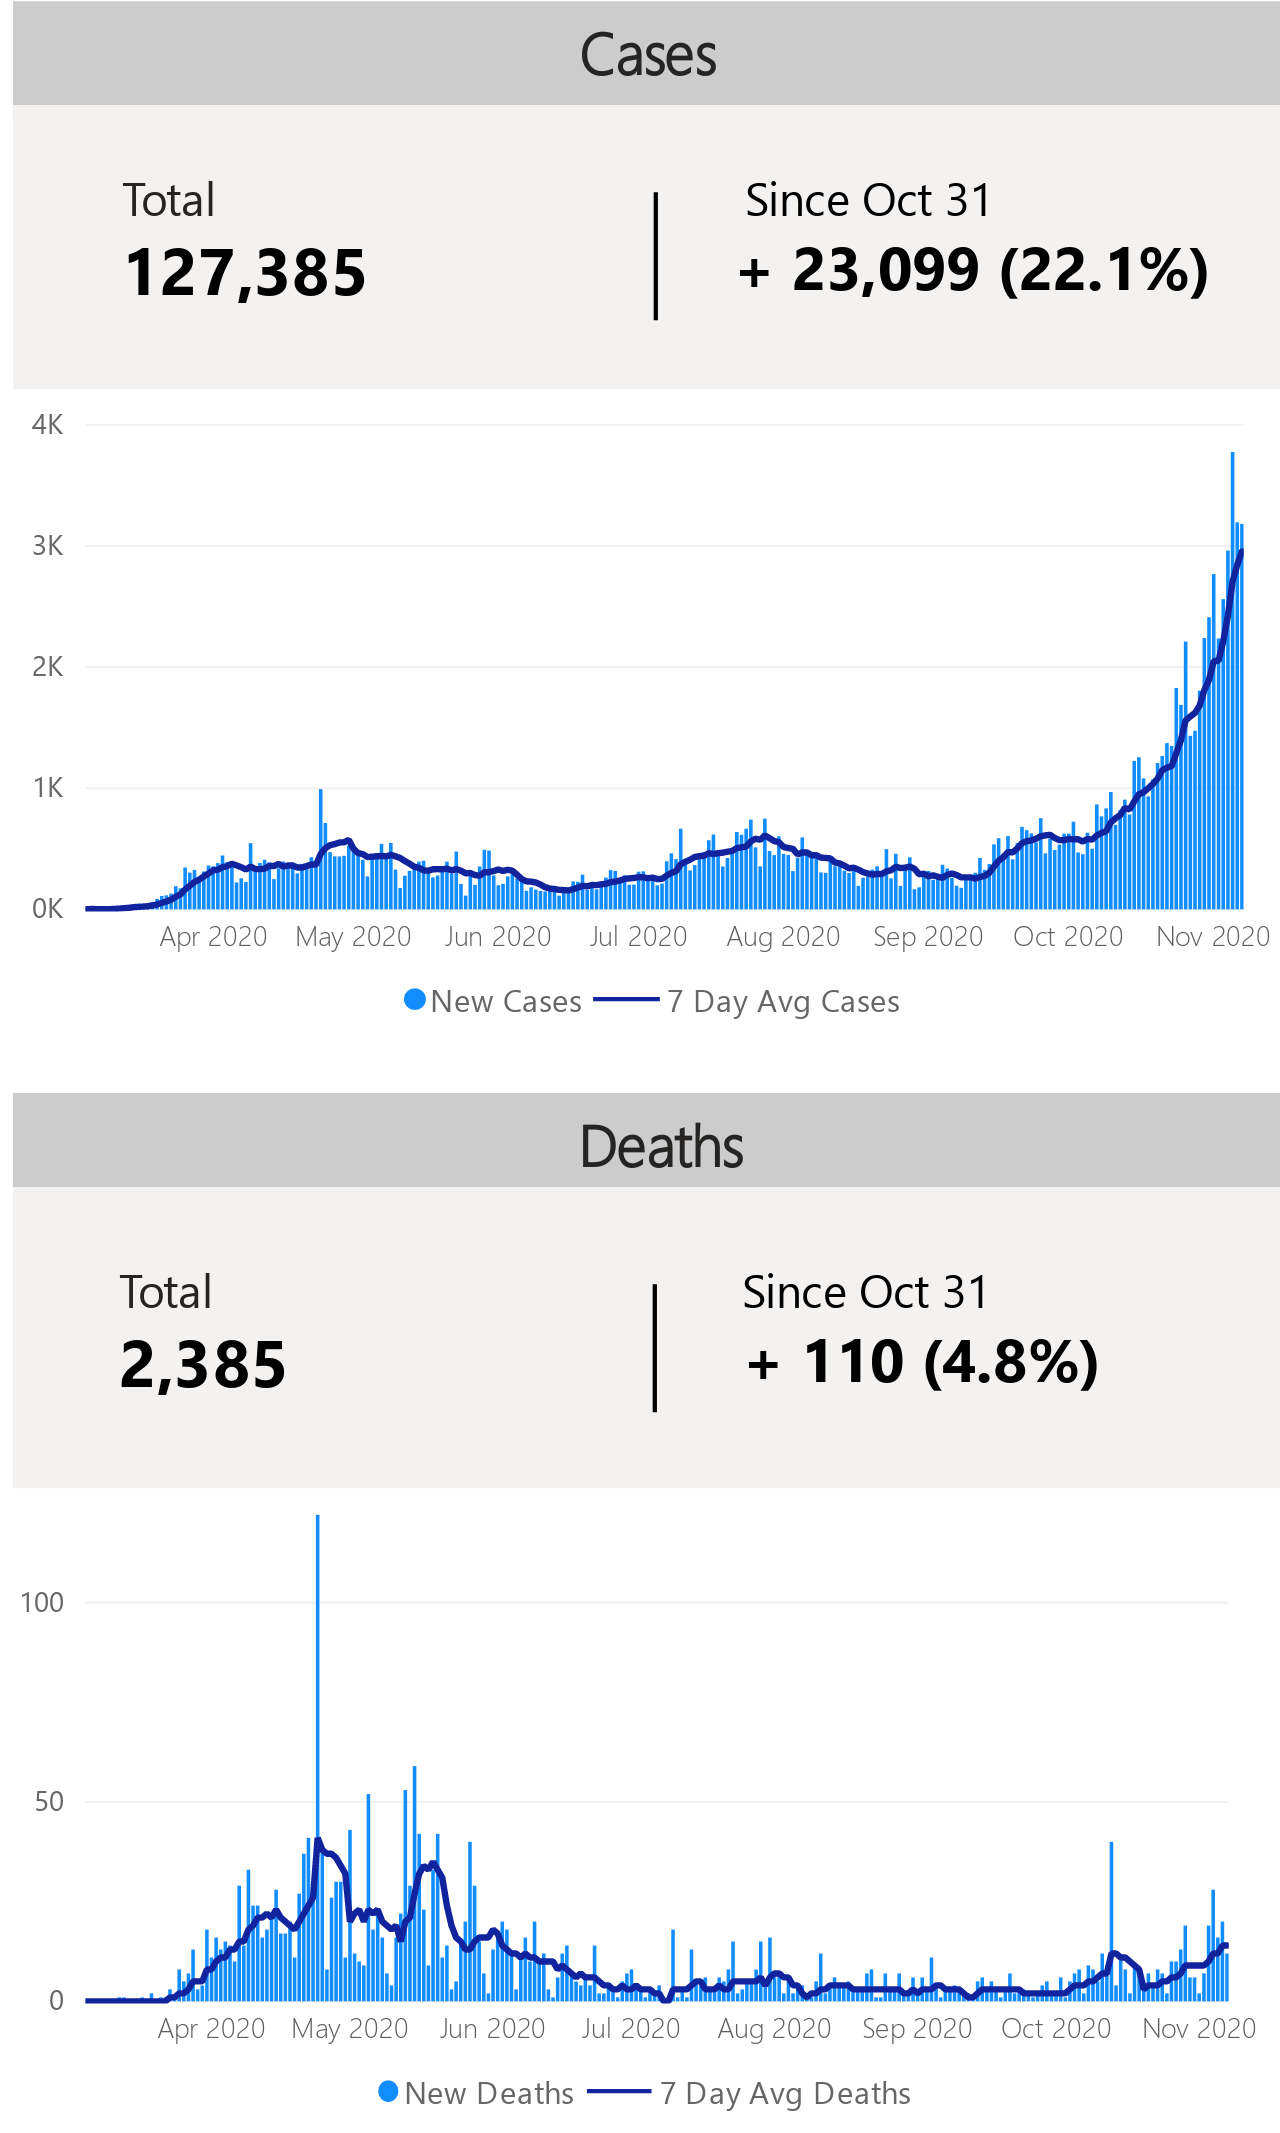 Cases
Total
Since Oct 31
127,385
+ 23,099 (22.1%)
4K
3K
2K
1K
0K
Apr 2020 May 2020 Jun 2020 Jul 2020 Aug 2020 Sep 2020 Oct 2020 Nov 2020
New Cases 7 Day Avg Cases
Deaths
Total
Since Oct 31
2,385
+ 110 (4.8%)
100
50
0
Apr 2020 May 2020 Jun 2020 Jul 2020 Aug 2020 Sep 2020 Oct 2020 Nov 2020
New Deaths 7 Day Avg Deaths